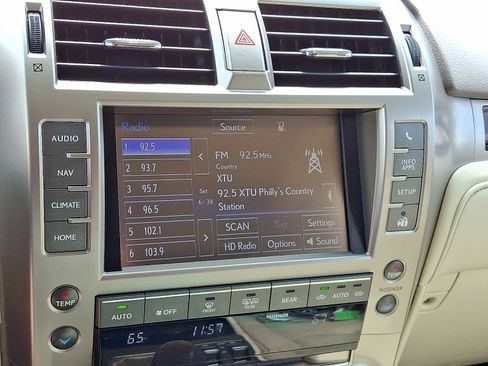 Radio
Source
1 92.5
2 93.7
3 95.7
4 96.5
5 102.1
6 103.9
Set
6/36
FM 92.5 MHz
Country
XTU
92.5 XTU Philly's Country
Station
SCAN Tag Settings
HD Radio Options Sound
AUDIO
NAV
CLIMATE
HOME
INFO
APPS
SETUP
TEMP
PASSENGER
TEMP
AUTO
OFF
FRONT
REAR
REAR
AUTO
65
11:57
PASSENGER
67